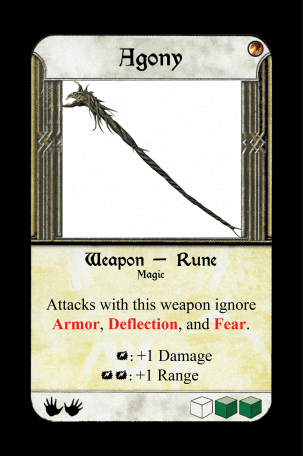 Agony
Weapon — Rune
Magic
Attacks with this weapon ignore
Armor, Deflection, and Fear.
: +1 Damage
: +1 Range